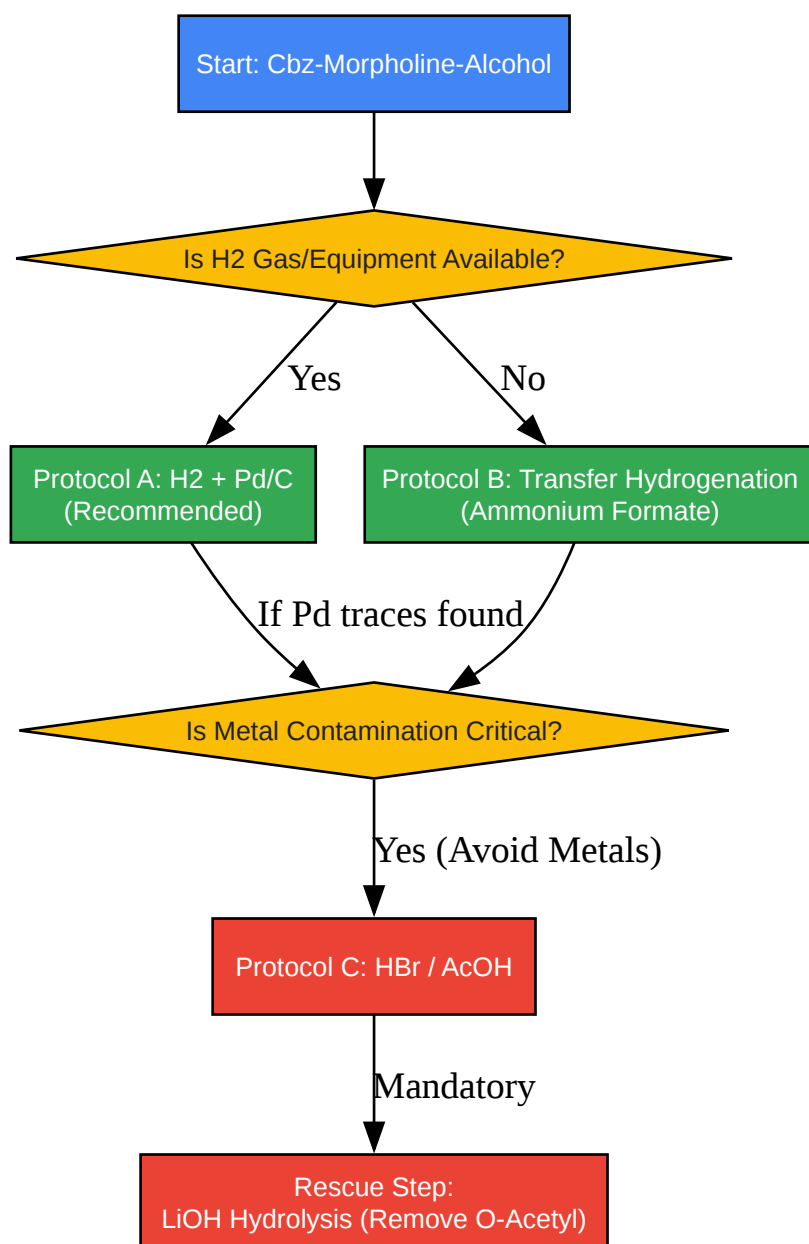 Start: Cbz-Morpholine-Alcohol
Is H2 Gas/Equipment Available?
Yes
No
Protocol A: H2 + Pd/C
(Recommended)
Protocol B: Transfer Hydrogenation
(Ammonium Formate)
If Pd traces found
Is Metal Contamination Critical?
Yes (Avoid Metals)
Protocol C: HBr / AcOH
Mandatory
Rescue Step:
LiOH Hydrolysis (Remove O-Acetyl)